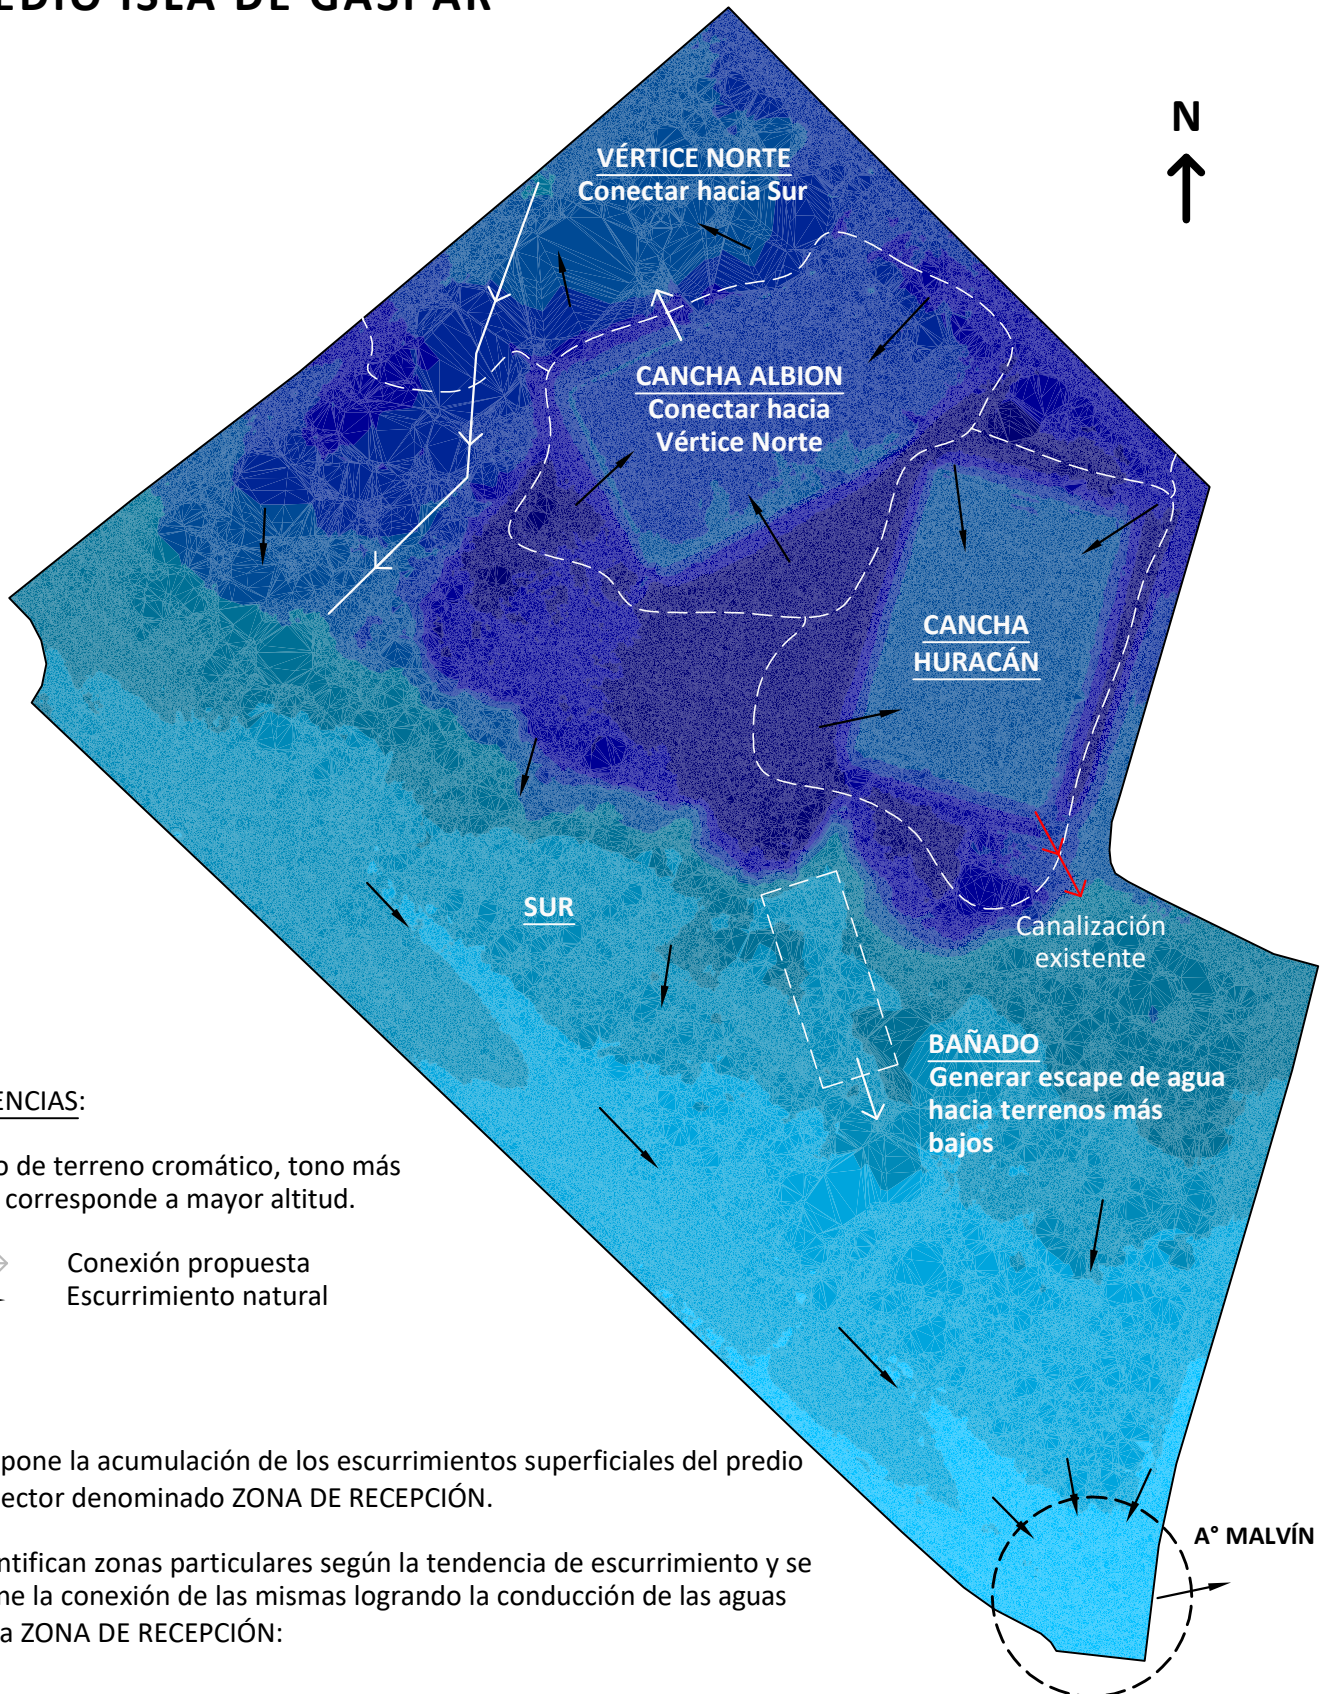 EDIO ISLA DE GASPAR
N
VÉRTICE NORTE
Conectar hacia Sur
CANCHA ALBION
Conectar hacia
Vértice Norte
CANCHA
HURACÁN
SUR
Canalización
existente
BAÑADO
Generar escape de agua
hacia terrenos más
bajos
ENCIAS:
o de terreno cromático, tono más
corresponde a mayor altitud.
Conexión propuesta
Escurrimiento natural
pone la acumulación de los escurrimientos superficiales del predio
ector denominado ZONA DE RECEPCIÓN.
A° MALVÍN
ntifican zonas particulares según la tendencia de escurrimiento y se
ne la conexión de las mismas logrando la conducción de las aguas
a ZONA DE RECEPCIÓN: